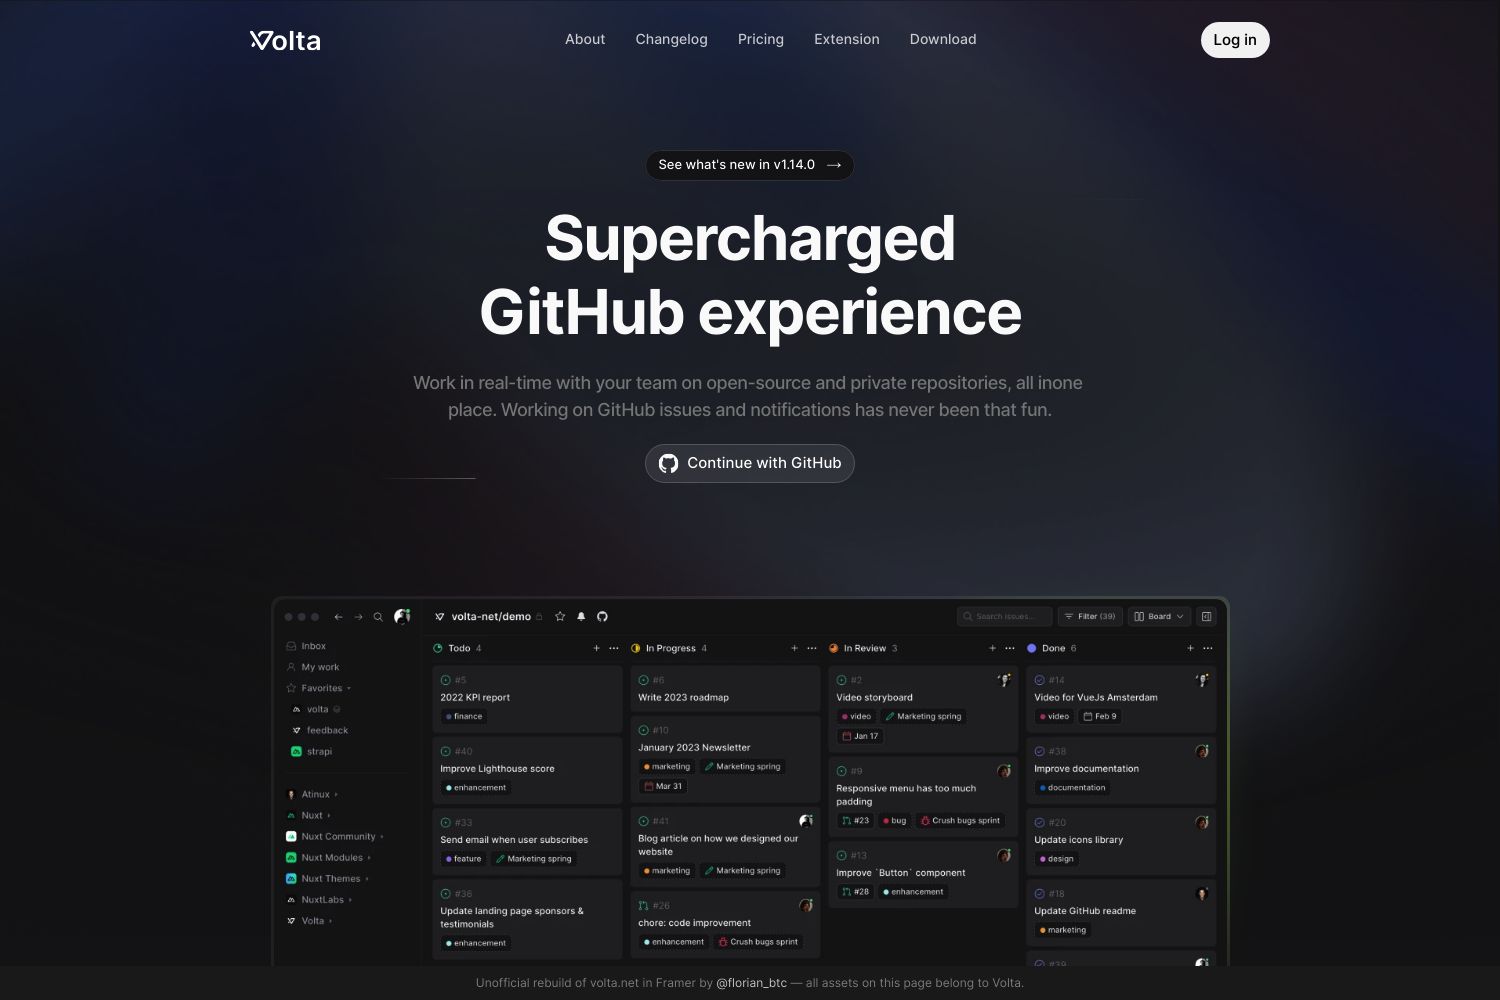 Volta
About
Changelog
Pricing
Extension
Download
Log in
See what's new in v1.14.0 →
Supercharged
GitHub experience
Work in real-time with your team on open-source and private repositories, all inone
place. Working on GitHub issues and notifications has never been that fun.
Continue with GitHub
volta-net/demo
Search issues...
Filter (39)
Board
Inbox
My work
Favorites
volta
feedback
strapi
Atinux
Nuxt
Nuxt Community
Nuxt Modules
Nuxt Themes
NuxtLabs
Volta
Todo 4
#5
2022 KPI report
finance
#40
Improve Lighthouse score
enhancement
#33
Send email when user subscribes
feature
Marketing spring
#36
Update landing page sponsors &
testimonials
enhancement
In Progress 4
#6
Write 2023 roadmap
#10
January 2023 Newsletter
marketing
Marketing spring
Mar 31
#41
Blog article on how we designed our
website
marketing
Marketing spring
#26
chore: code improvement
enhancement
Crush bugs sprint
In Review 3
#2
Video storyboard
video
Marketing spring
Jan 17
#9
Responsive menu has too much
padding
#23
bug
Crush bugs sprint
#13
Improve `Button` component
#28
enhancement
Done 6
#14
Video for VueJs Amsterdam
video
Feb 9
#38
Improve documentation
documentation
#20
Update icons library
design
#18
Update GitHub readme
marketing
#39
Unofficial rebuild of volta.net in Framer by @florian_btc — all assets on this page belong to Volta.